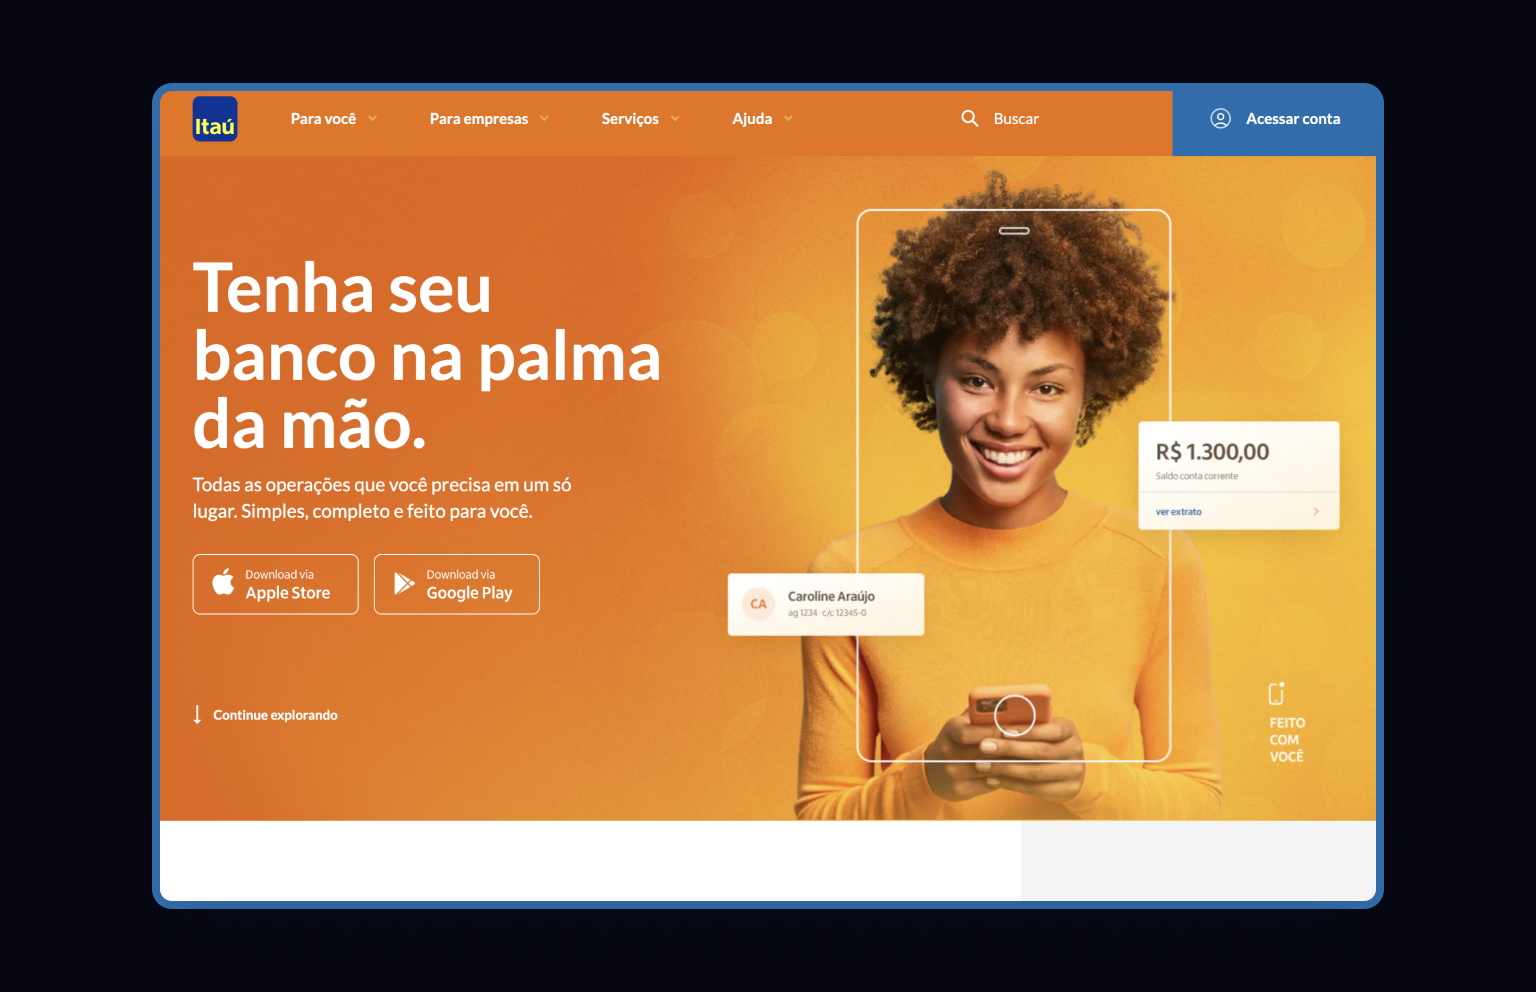 Itaú
Para você
Para empresas
Serviços
Ajuda
Buscar
Acessar conta
Tenha seu
banco na palma
da mão.
Todas as operações que você precisa em um só
lugar. Simples, completo e feito para você.
Download via
Apple Store
Download via
Google Play
Continue explorando
R$ 1.300,00
Saldo conta corrente
ver extrato
CA
Caroline Araújo
ag 1234 c/c 12345-0
FEITO
COM
VOCÊ